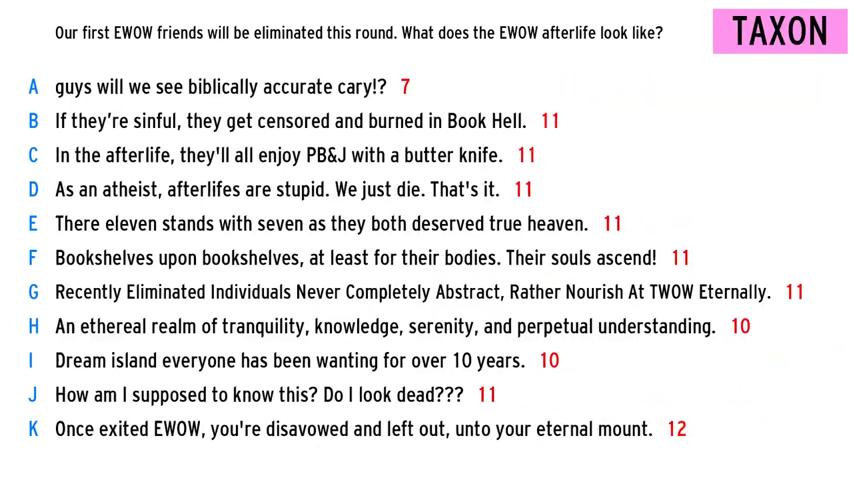 Our first EWOW friends will be eliminated this round. What does the EWOW afterlife look like?
TAXON
A guys will we see biblically accurate cary!? 7
B If they're sinful, they get censored and burned in Book Hell. 11
C In the afterlife, they'll all enjoy PB&J with a butter knife. 11
D As an atheist, afterlifes are stupid. We just die. That's it. 11
E There eleven stands with seven as they both deserved true heaven. 11
F Bookshelves upon bookshelves, at least for their bodies. Their souls ascend! 11
G Recently Eliminated Individuals Never Completely Abstract, Rather Nourish At TWOW Eternally. 11
H An ethereal realm of tranquility, knowledge, serenity, and perpetual understanding. 10
I Dream island everyone has been wanting for over 10 years. 10
J How am I supposed to know this? Do I look dead??? 11
K Once exited EWOW, you're disavowed and left out, unto your eternal mount. 12